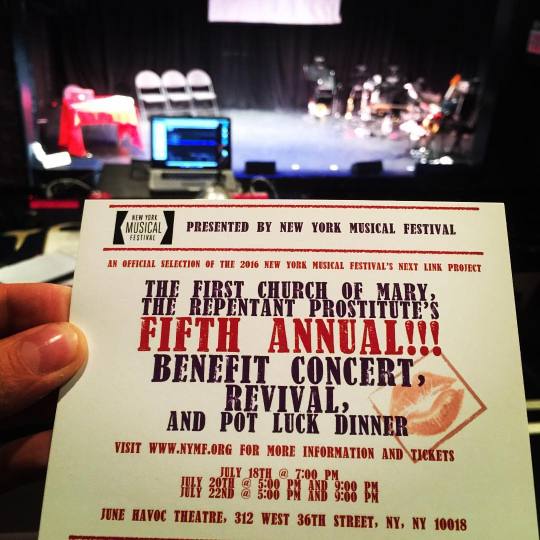 NEW YORK
MUSICAL
FESTIVAL
PRESENTED BY NEW YORK MUSICAL FESTIVAL
AN OFFICIAL SELECTION OF THE 2016 NEW YORK MUSICAL FESTIVAL'S NEXT LINK PROJECT
THE FIRST CHURCH OF MARY,
THE REPENTANT PROSTITUTE'S
FIFTH ANNUAL!!!
BENEFIT CONCERT,
REVIVAL,
AND POT LUCK DINNER
VISIT WWW.NYMF.ORG FOR MORE INFORMATION AND TICKETS
JULY 18TH @ 7:00 PM
JULY 20TH @ 5:00 PM AND 9:00 PM
JULY 22ND @ 5:00 PM AND 9:00 PM
JUNE HAVOC THEATRE, 312 WEST 36TH STREET, NY, NY 10018